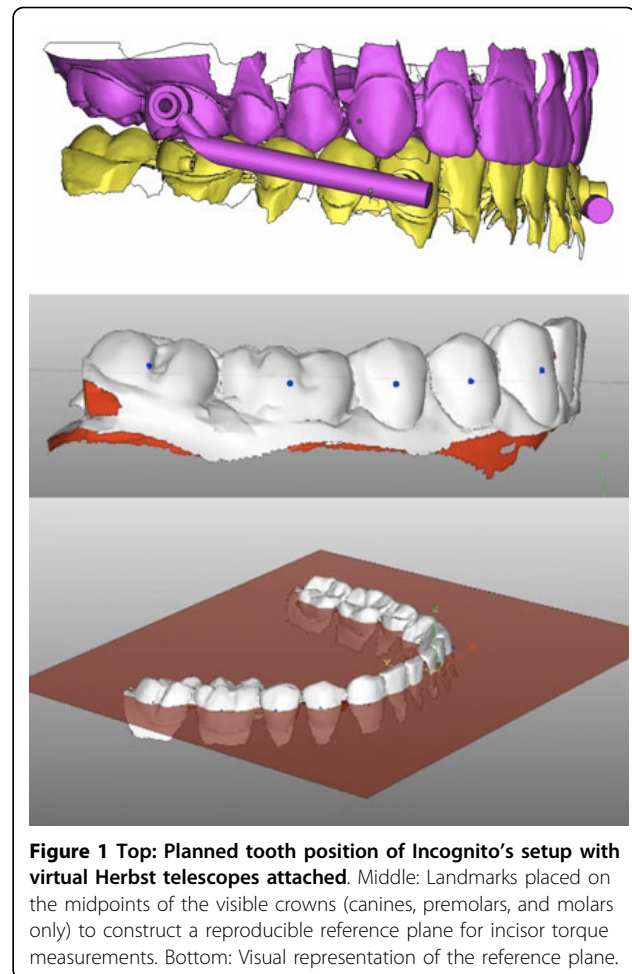 Figure 1 Top: Planned tooth position of Incognito's setup with
virtual Herbst telescopes attached. Middle: Landmarks placed on
the midpoints of the visible crowns (canines, premolars, and molars
only) to construct a reproducible reference plane for incisor torque
measurements. Bottom: Visual representation of the reference plane.